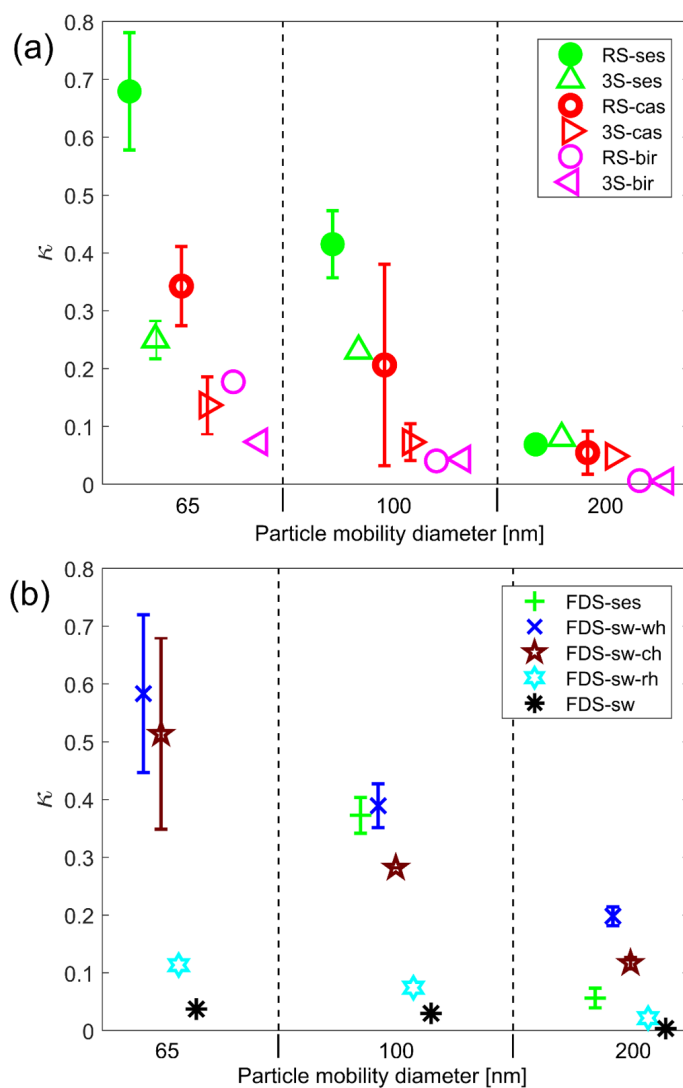 (a)
0.8
0.7
0.6
0.5
0.4
0.3
0.2
0.1
0
κ
RS-ses
3S-ses
RS-cas
3S-cas
RS-bir
3S-bir
65 100 200
Particle mobility diameter [nm]
(b)
0.8
0.7
0.6
0.5
0.4
0.3
0.2
0.1
0
κ
FDS-ses
FDS-sw-wh
FDS-sw-ch
FDS-sw-rh
FDS-sw
65 100 200
Particle mobility diameter [nm]